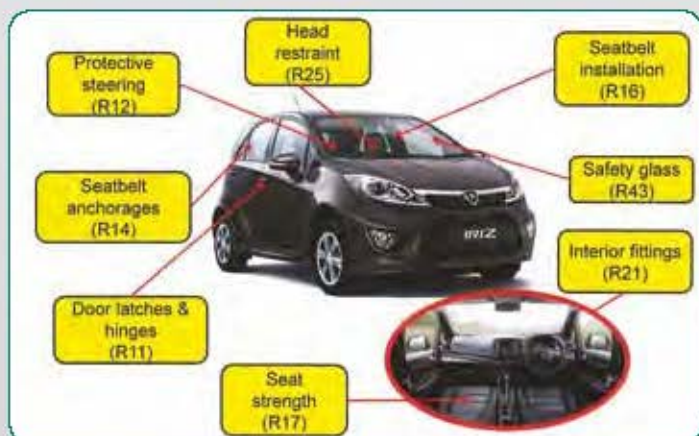 Head
restraint
(R25)
Protective
steering
(R12)
Seatbelt
installation
(R16)
Seatbelt
anchorages
(R14)
Safety glass
(R43)
Interior fittings
(R21)
Door latches &
hinges
(R11)
Seat
strength
(R17)